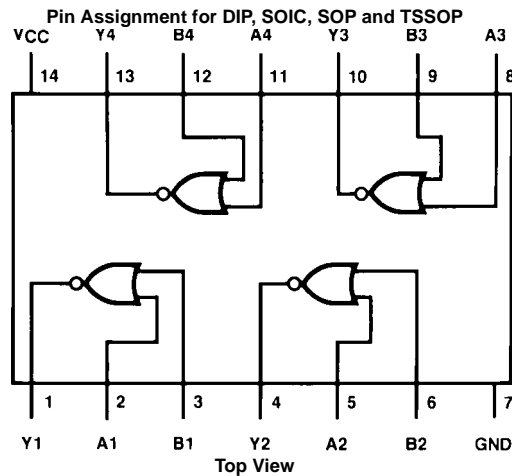 Pin Assignment for DIP, SOIC, SOP and TSSOP
VCC Y4 B4 A4 Y3 B3 A3
14 13 12 11 10 9 8
1 2 3 4 5 6 7
Y1 A1 B1 Y2 A2 B2 GND
Top View